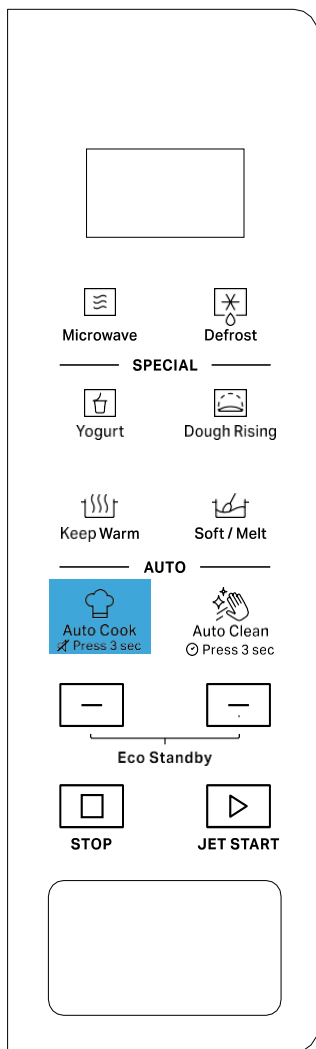 Microwave Defrost
SPECIAL
Yogurt Dough Rising
Keep Warm Soft / Melt
AUTO
Auto Cook Auto Clean
Press 3 sec Press 3 sec
Eco Standby
STOP JET START